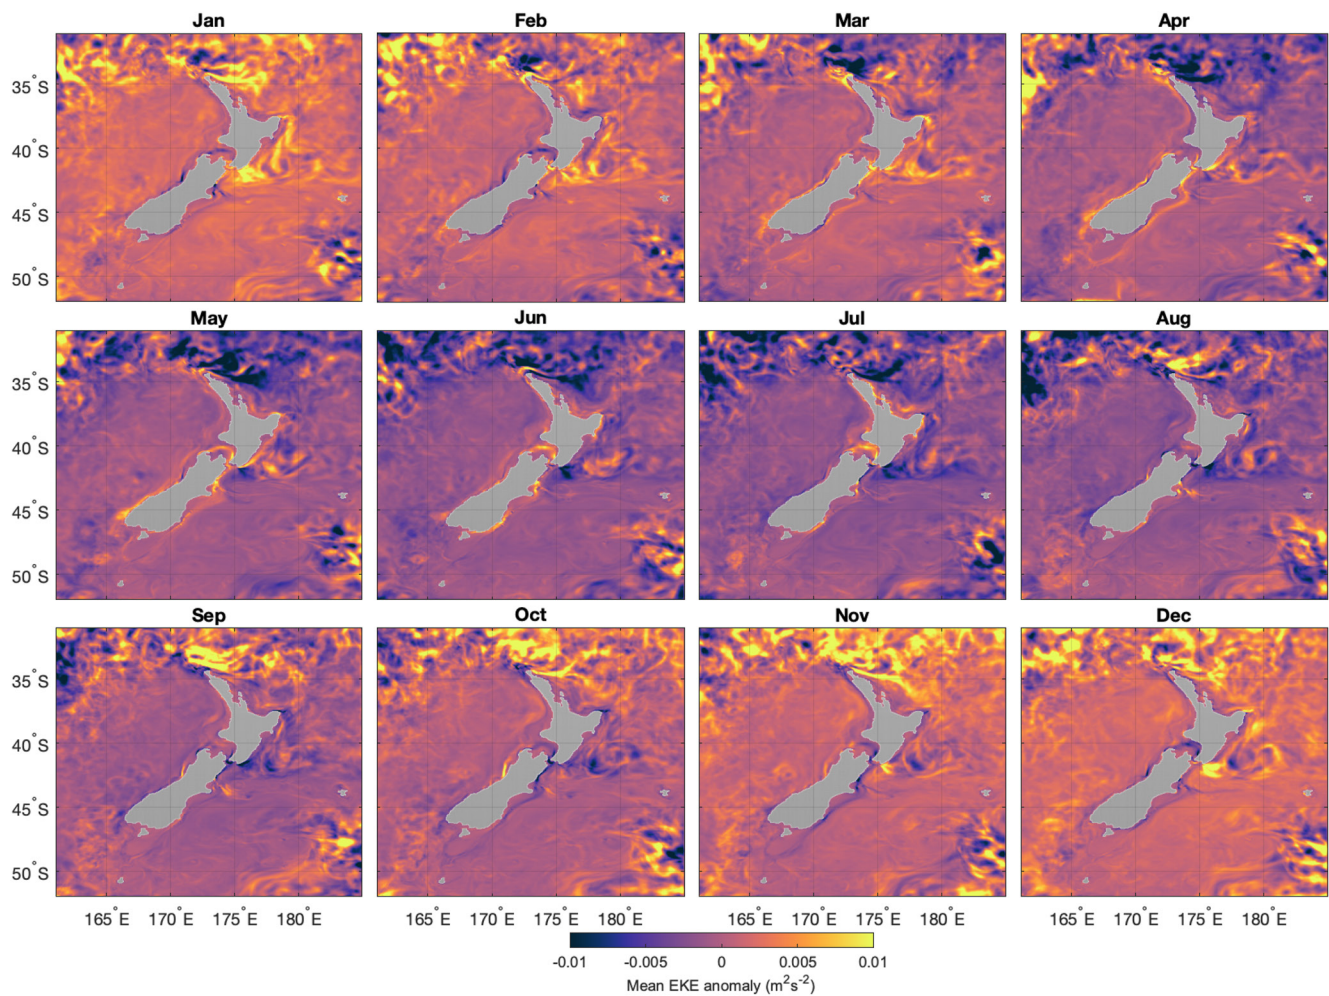 Jan Feb Mar Apr
35°S
40°S
45°S
50°S
May Jun Jul Aug
35°S
40°S
45°S
50°S
Sep Oct Nov Dec
35°S
40°S
45°S
50°S
165°E 170°E 175°E 180°E 165°E 170°E 175°E 180°E 165°E 170°E 175°E 180°E 165°E 170°E 175°E 180°E
-0.01 -0.005 0 0.005 0.01
Mean EKE anomaly (m²s⁻²)